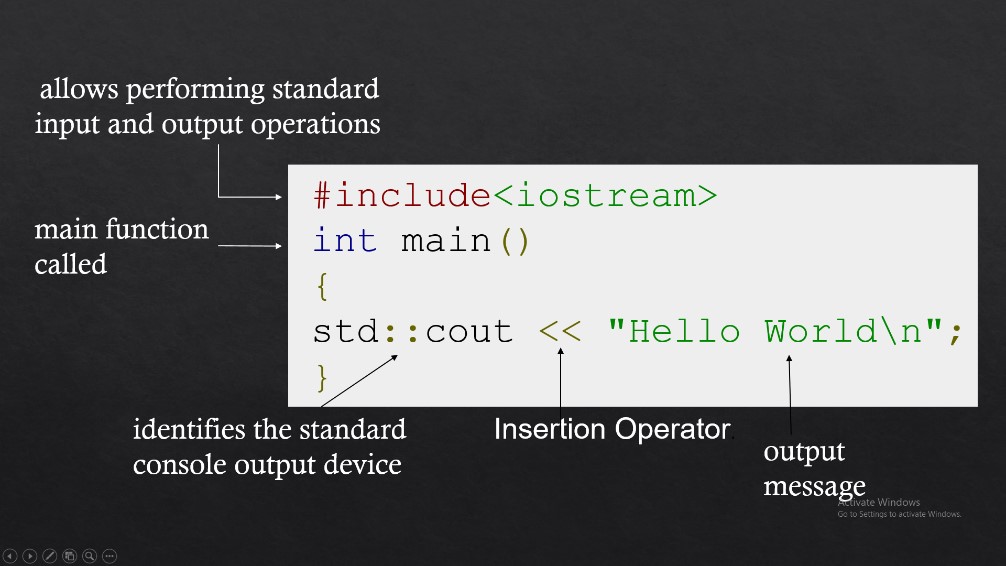 allows performing standard
input and output operations
#include<iostream>
main function
called
int main()
{
std::cout << "Hello World\n";
}
identifies the standard
console output device
Insertion Operator.
output
message
Activate Windows
Go to Settings to activate Windows.